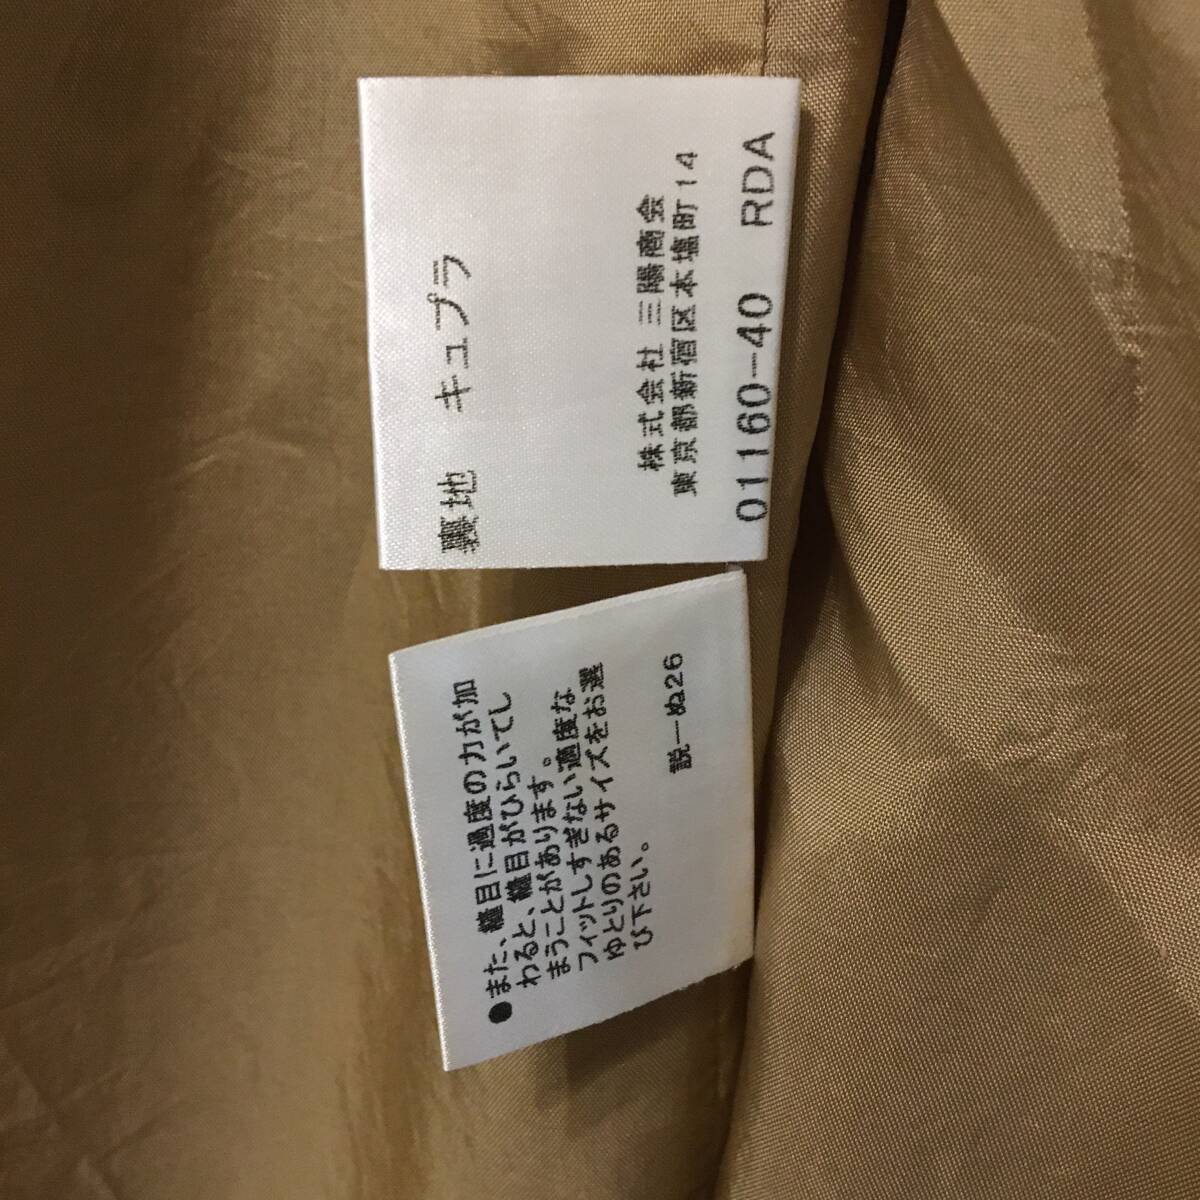 裏地 キュプラ
株式会社 三陽商会
東京都新宿区本塩町14
01160-40 RDA
●また、縫目に過度の力が加
わると、縫目がひらいてし
まうことがあります。
フィットしすぎない適度な
ゆとりのあるサイズをお選
び下さい。
説ーぬ26